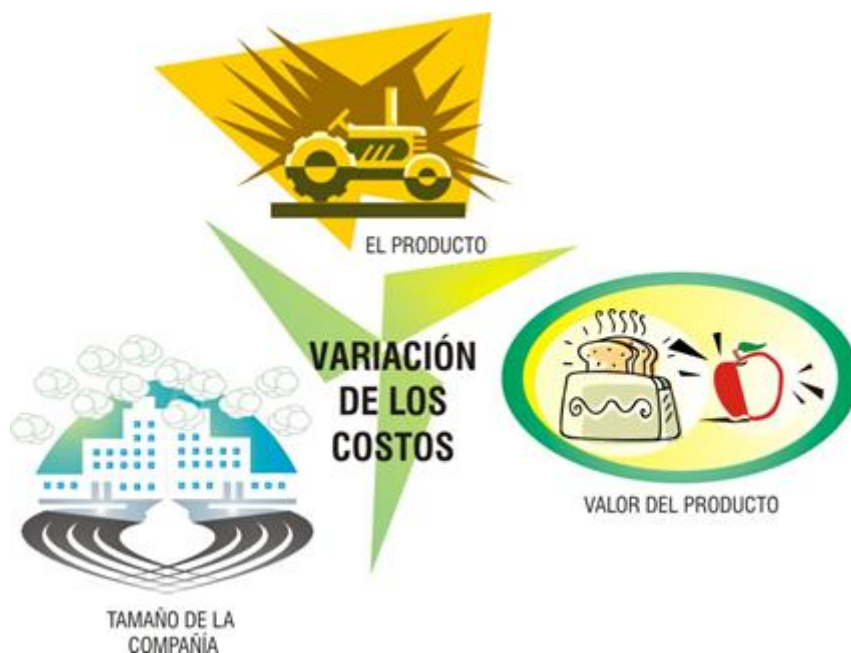 EL PRODUCTO
VARIACIÓN
DE LOS
COSTOS
VALOR DEL PRODUCTO
TAMAÑO DE LA
COMPAÑÍA